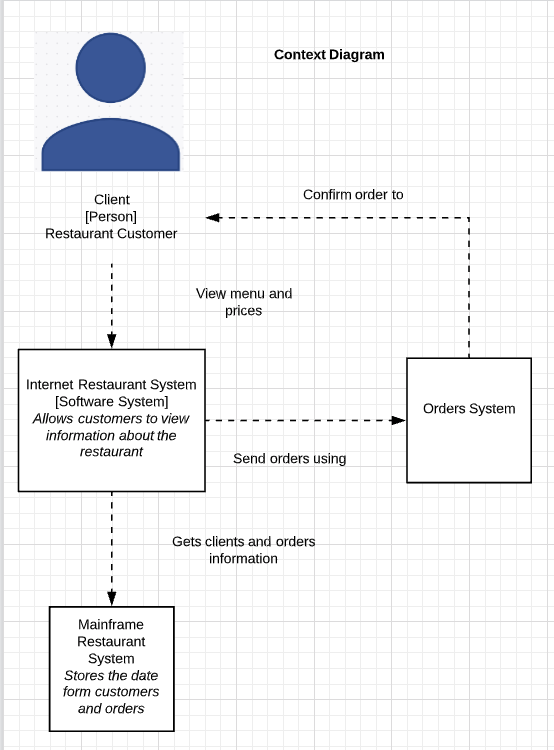 Context Diagram
Client
[Person]
Restaurant Customer
Confirm order to
View menu and
prices
Internet Restaurant System
[Software System]
Allows customers to view
information about the
restaurant
Orders System
Send orders using
Gets clients and orders
information
Mainframe
Restaurant
System
Stores the date
form customers
and orders